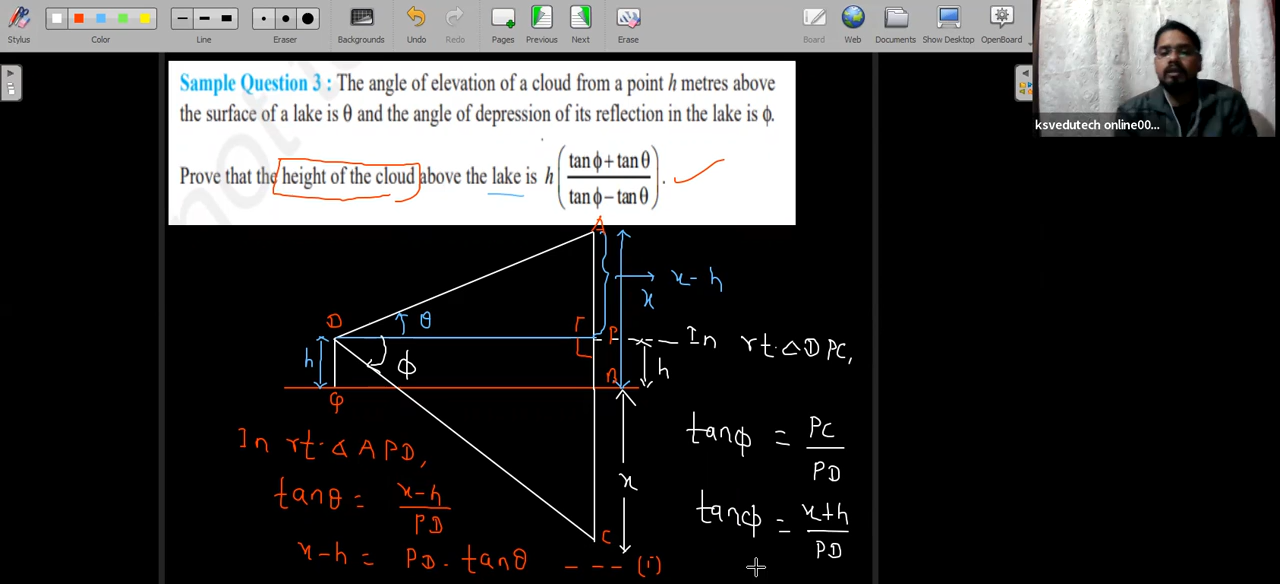 Stylus
Color
Line
Eraser
Backgrounds
Undo
Redo
Pages
Previous
Next
Erase
Board
Web
Documents
Show Desktop
OpenBoard
ksvedutech online00...
Sample Question 3 : The angle of elevation of a cloud from a point h metres above
the surface of a lake is θ and the angle of depression of its reflection in the lake is ϕ.
Prove that the height of the cloud above the lake is h(tanϕ+tanθ / tanϕ−tanθ).
A
x-h
x
D
θ
P
h
ϕ
h
φ
x
C
In rt. △ APD,
tanθ = x-h / PD
x-h = PD. tanθ --- (i)
In rt. △ DPC,
tanϕ = PC / PD
tanϕ = x+h / PD